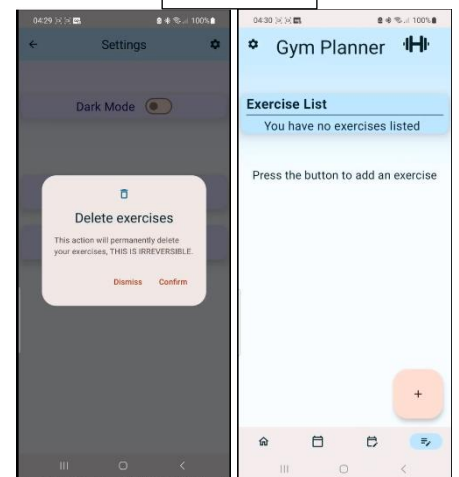 04:29 100%
Settings
Dark Mode
Delete exercises
This action will permanently delete
your exercises, THIS IS IRREVERSIBLE.
Dismiss Confirm
04:30 100%
Gym Planner
Exercise List
You have no exercises listed
Press the button to add an exercise
+